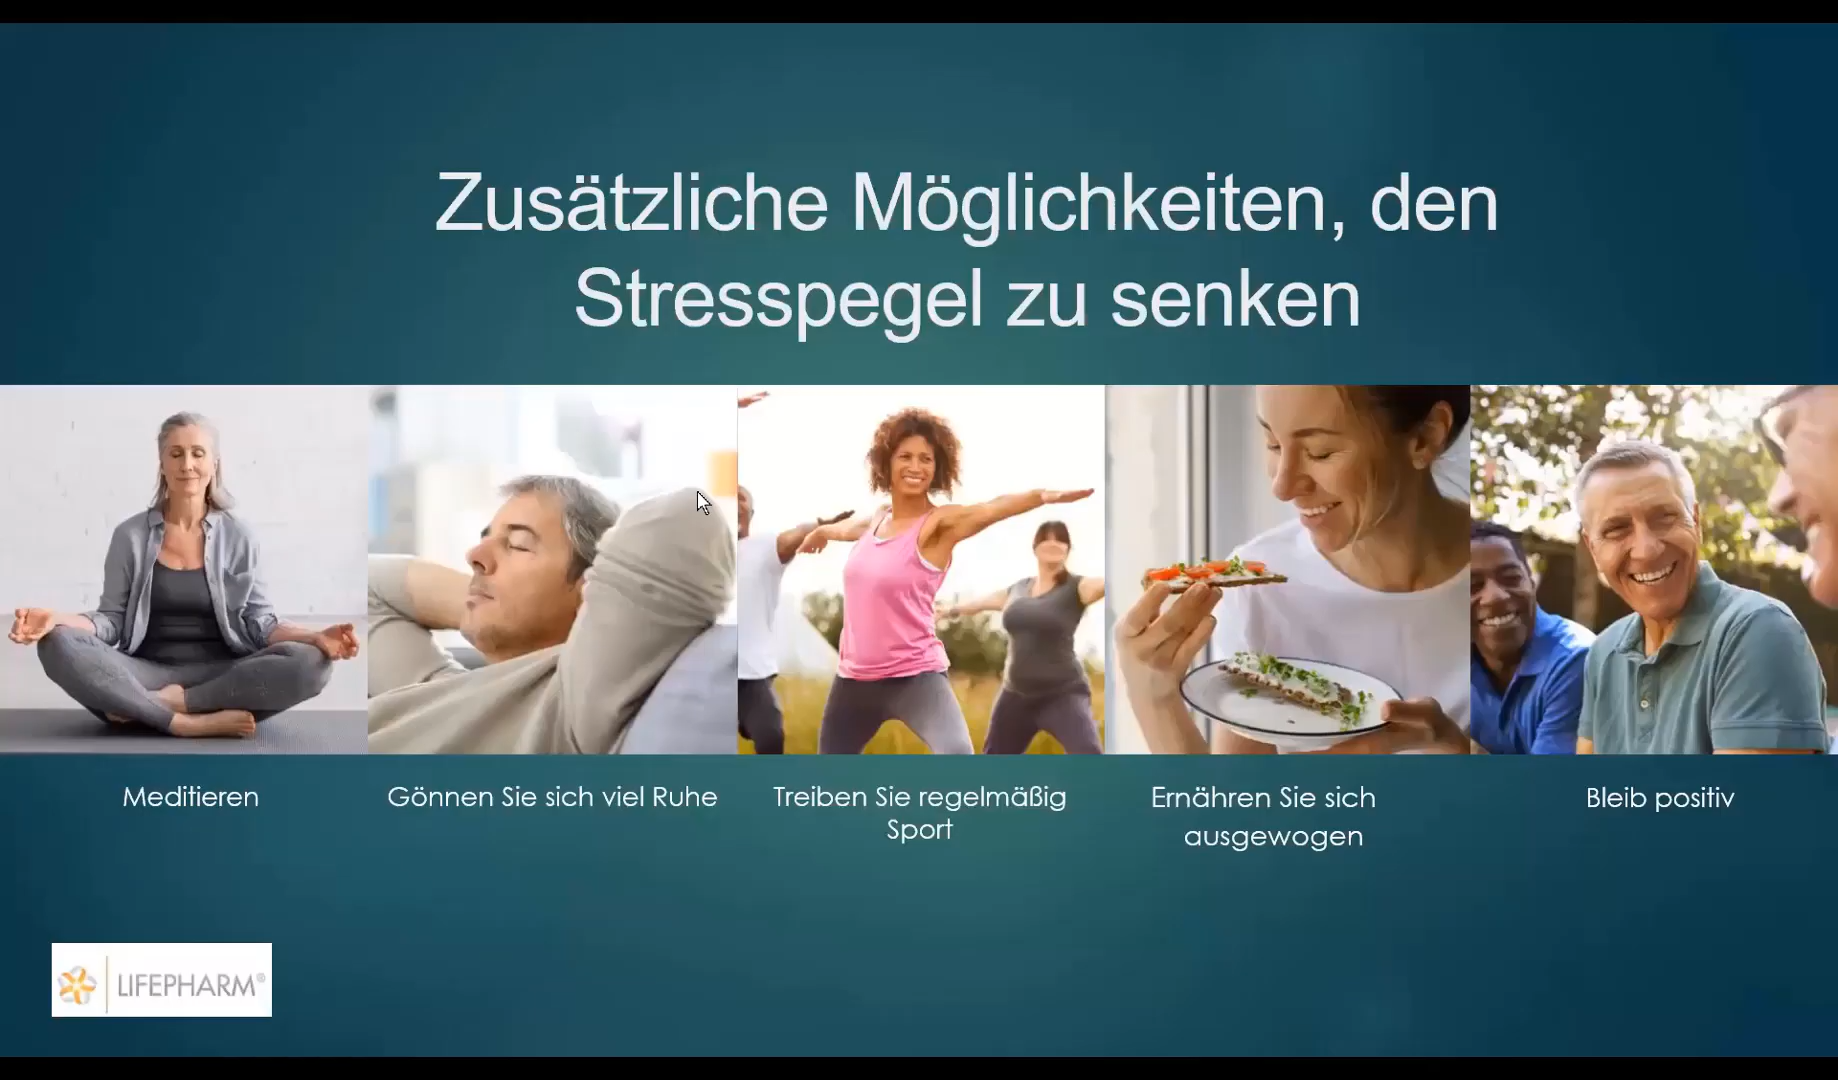 Zusätzliche Möglichkeiten, den
Stresspegel zu senken
Meditieren
Gönnen Sie sich viel Ruhe
Treiben Sie regelmäßig
Sport
Ernähren Sie sich
ausgewogen
Bleib positiv
LIFEPHARM®